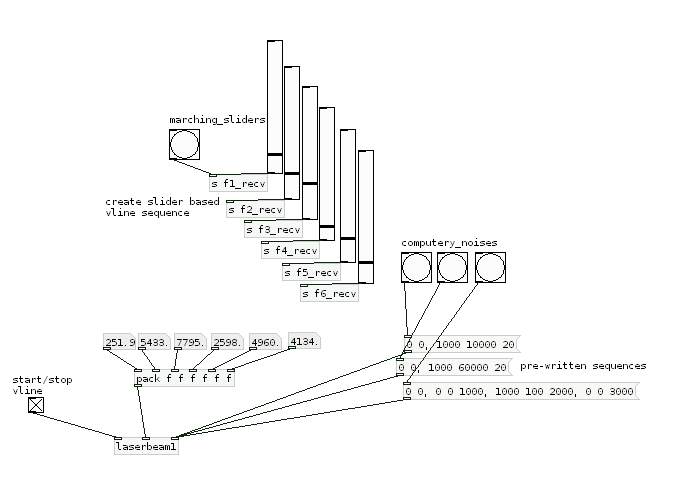 marching_sliders
s f1_recv
create slider based
vline sequence
s f2_recv
s f3_recv
s f4_recv
s f5_recv
s f6_recv
computery_noises
251.9 5433. 7795. 2598. 4960. 4134.
0 0, 1000 10000 20
pack f f f f f f
0 0, 1000 60000 20
pre-written sequences
start/stop
vline
0 0, 0 0 1000, 1000 100 2000, 0 0 3000
laserbeam1